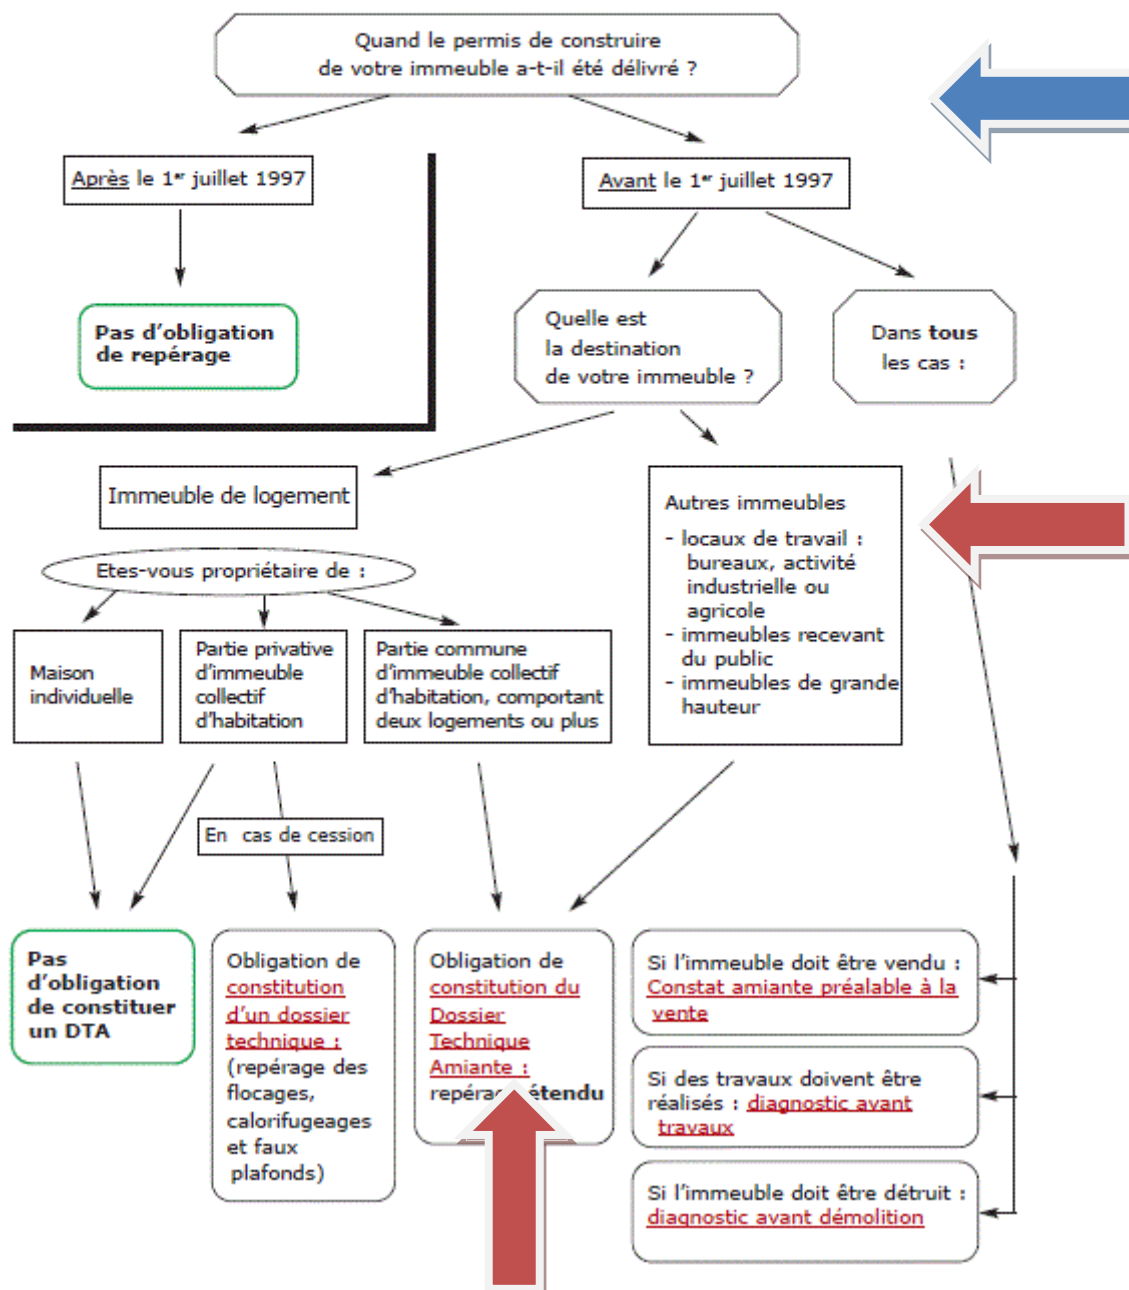 Quand le permis de construire
de votre immeuble a-t-il été délivré ?
Après le 1er juillet 1997
Avant le 1er juillet 1997
Pas d'obligation
de repérage
Quelle est
la destination
de votre immeuble ?
Dans tous
les cas :
Immeuble de logement
Autres immeubles
- locaux de travail :
bureaux, activité
industrielle ou
agricole
- immeubles recevant
du public
- immeubles de grande
hauteur
Etes-vous propriétaire de :
Maison
individuelle
Partie privative
d'immeuble
collectif
d'habitation
Partie commune
d'immeuble collectif
d'habitation, comportant
deux logements ou plus
En cas de cession
Pas
d'obligation
de constituer
un DTA
Obligation de
constitution
d'un dossier
technique :
(repérage des
flocages,
calorifugeages
et faux
plafonds)
Obligation de
constitution du
Dossier
Technique
Amiante :
étendu
Si l'immeuble doit être vendu :
Constat amiante préalable à la
vente
Si des travaux doivent être
réalisés : diagnostic avant
travaux
Si l'immeuble doit être détruit :
diagnostic avant démolition